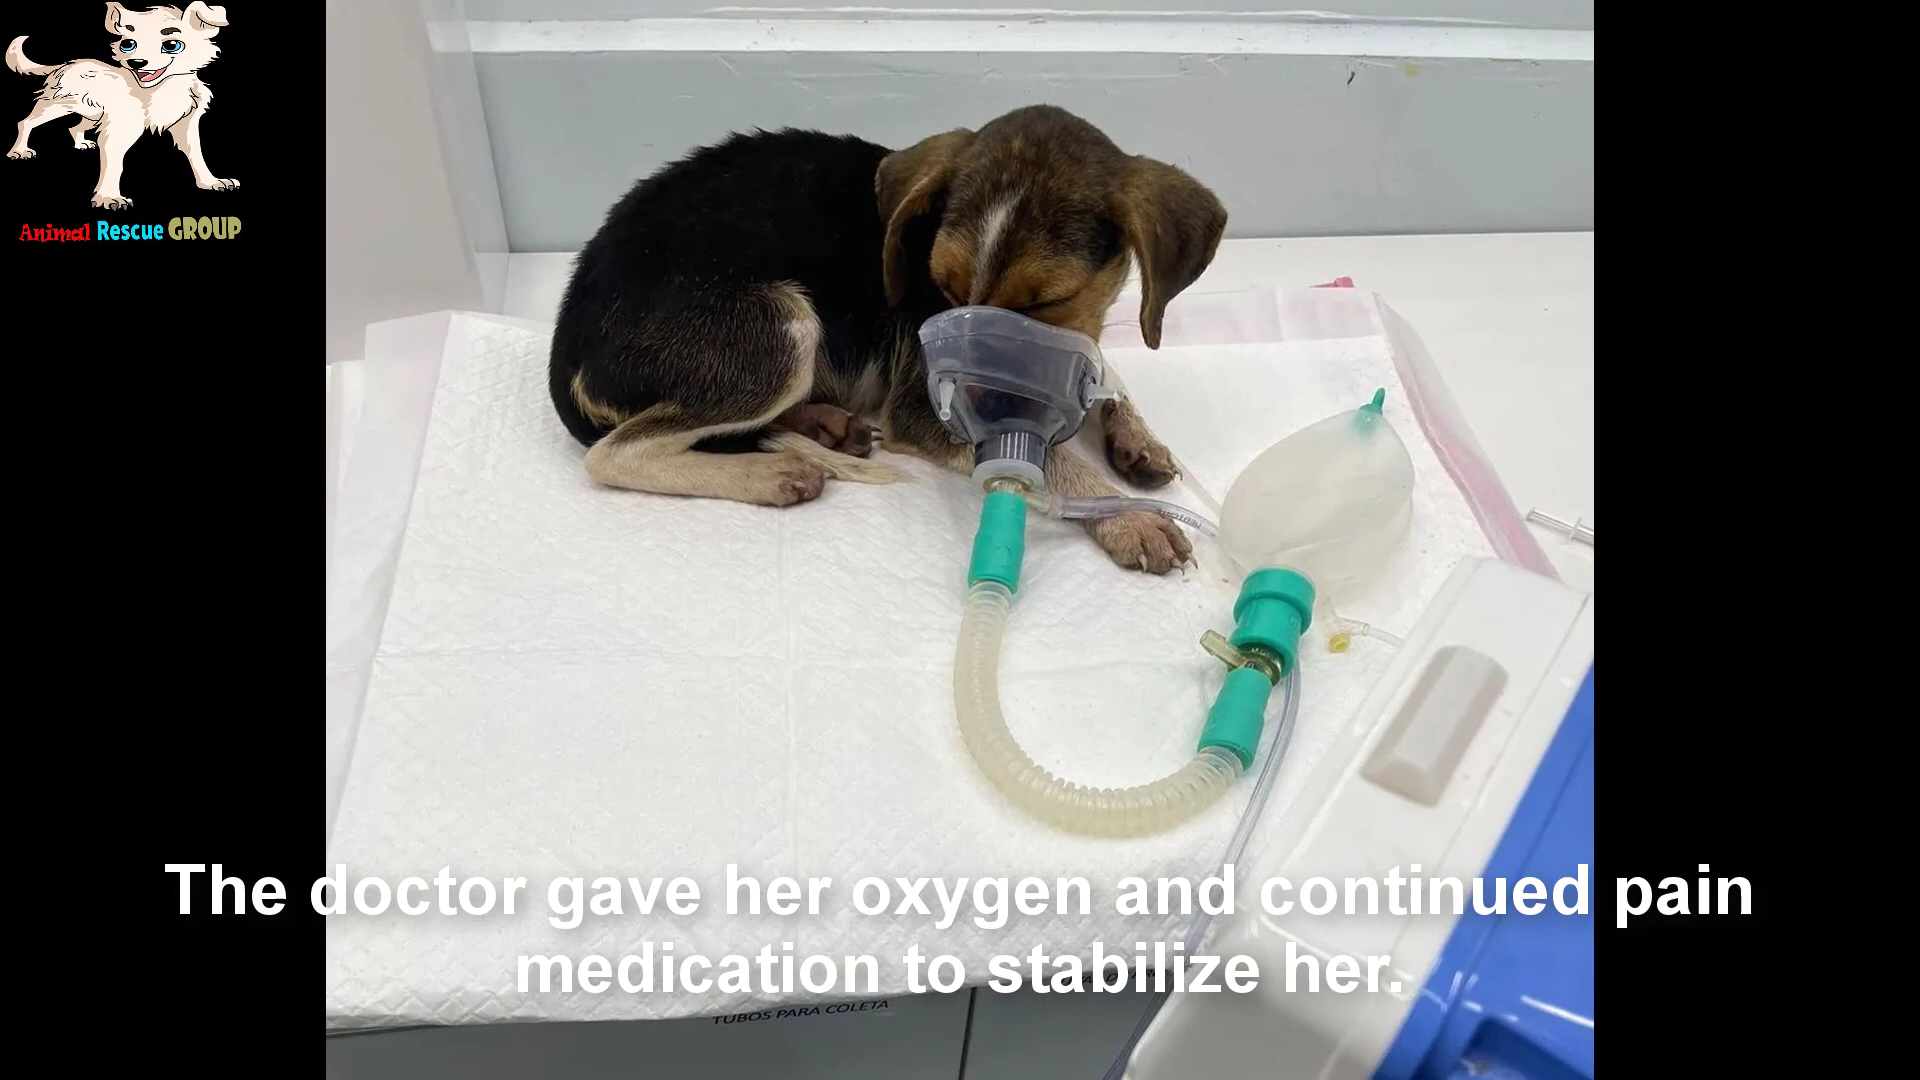 Animal Rescue GROUP
The doctor gave her oxygen and continued pain
medication to stabilize her.
TUBOS PARA COLETA